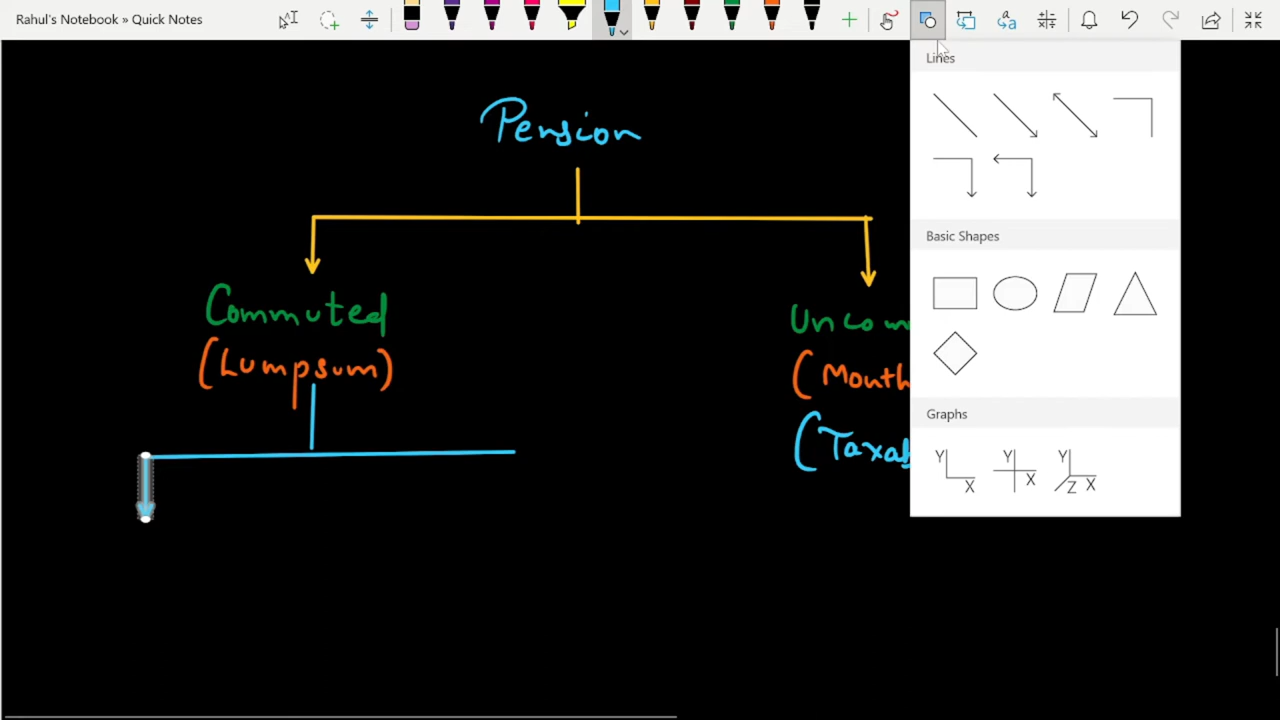 Rahul's Notebook » Quick Notes
Lines
Pension
Basic Shapes
Commuted
(Lumpsum)
Graphs
Y X Y X Y Z X